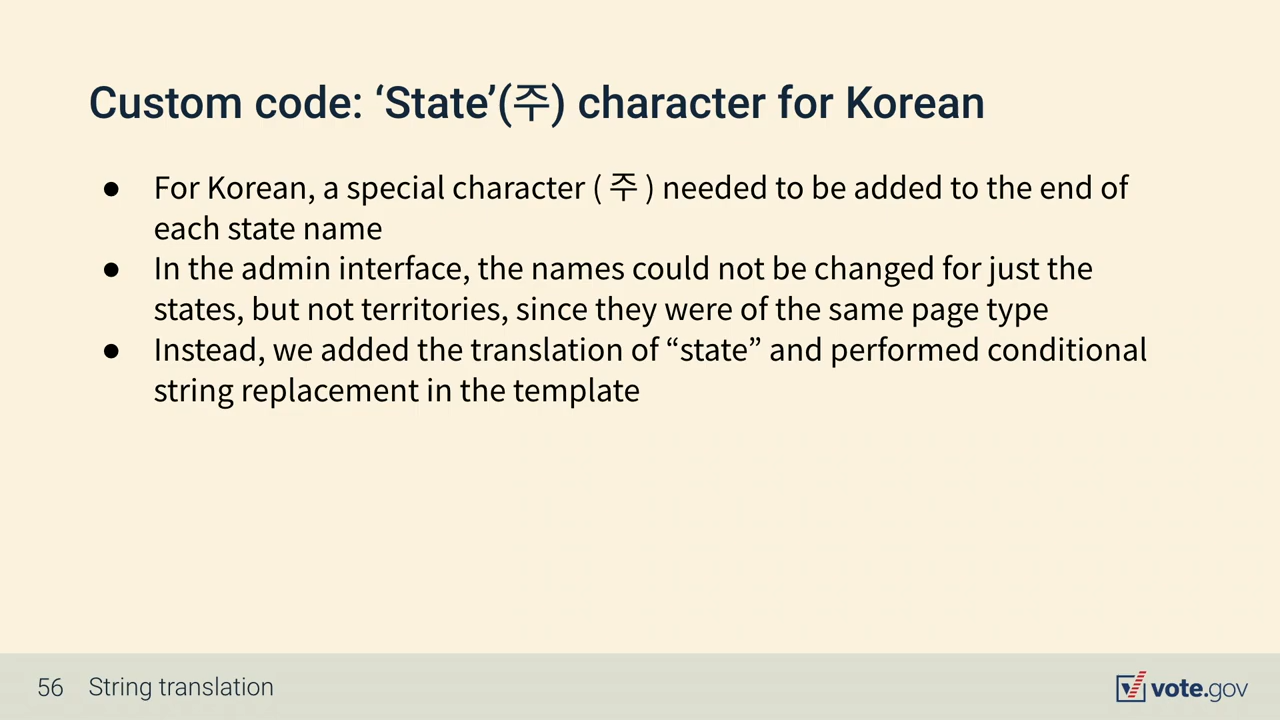 Custom code: ‘State’(주) character for Korean
● For Korean, a special character ( 주 ) needed to be added to the end of
each state name
● In the admin interface, the names could not be changed for just the
states, but not territories, since they were of the same page type
● Instead, we added the translation of “state” and performed conditional
string replacement in the template
56 String translation
vote.gov